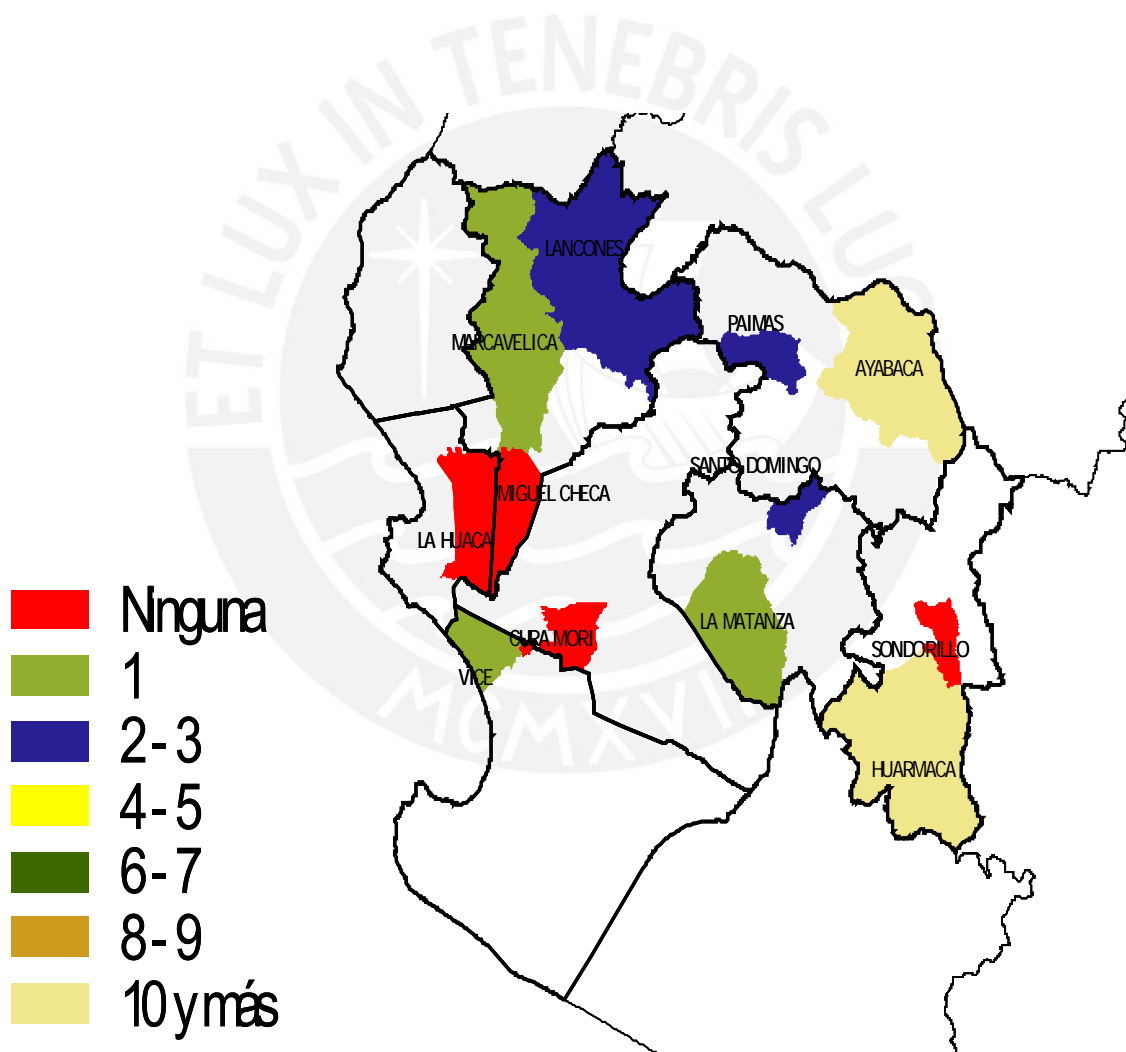 ET LUX IN TENEBRIS LUCET
MCMXVII
LANCONES
PAIMAS
MARCAVELICA
AYABACA
SANTO DOMINGO
MIGUEL CHECA
LA HUACA
LA MATANZA
CURA MORI
SONDORILLO
VICE
HUARMACA
Ninguna
1
2 - 3
4 - 5
6 - 7
8 - 9
10 y más